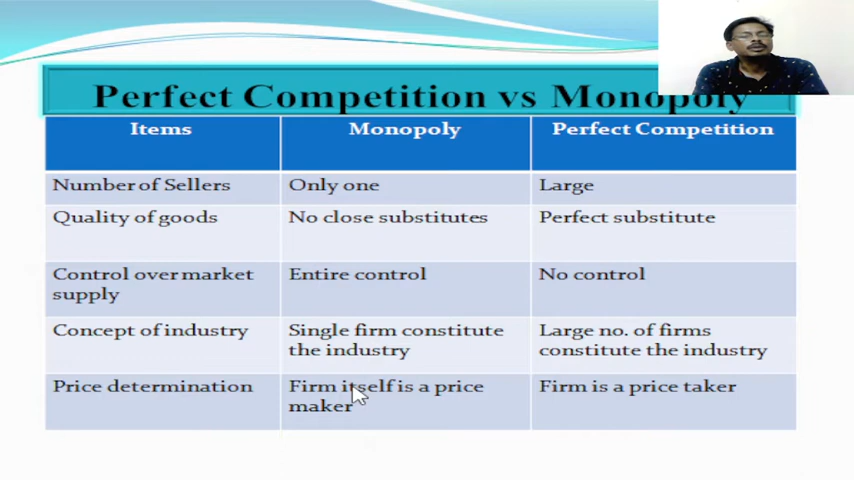 Perfect Competition vs Monopoly
Items Monopoly Perfect Competition
Number of Sellers Only one Large
Quality of goods No close substitutes Perfect substitute
Control over market Entire control No control
supply
Concept of industry Single firm constitute Large no. of firms
the industry constitute the industry
Price determination Firm itself is a price Firm is a price taker
maker